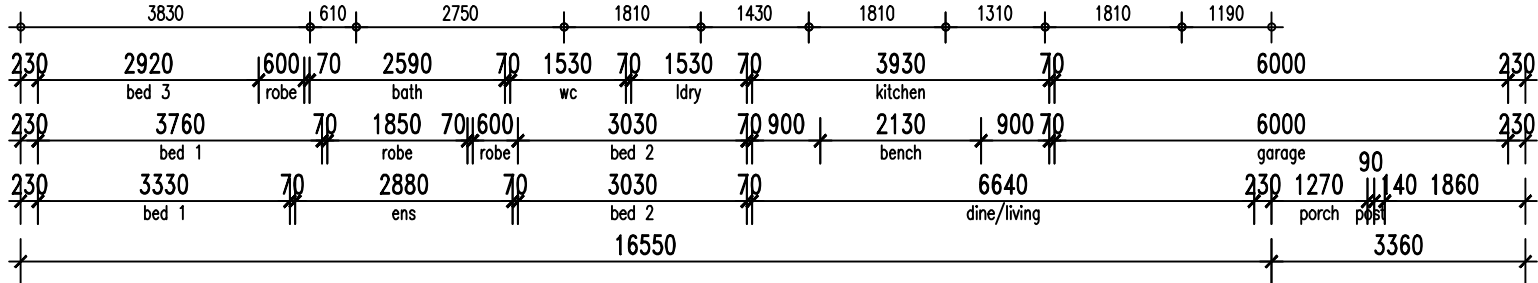 3830 610 2750 1810 1430 1810 1310 1810 1190
230 2920 600 70 2590 70 1530 70 1530 70 3930 70 6000 230
bed 3 robe bath wc ldry kitchen
230 3760 70 1850 70 600 3030 70 900 2130 900 70 6000 230
bed 1 robe robe bed 2 bench garage
90
230 3330 70 2880 70 3030 70 6640 230 1270 140 1860
bed 1 ens bed 2 dine/living porch post
16550 3360